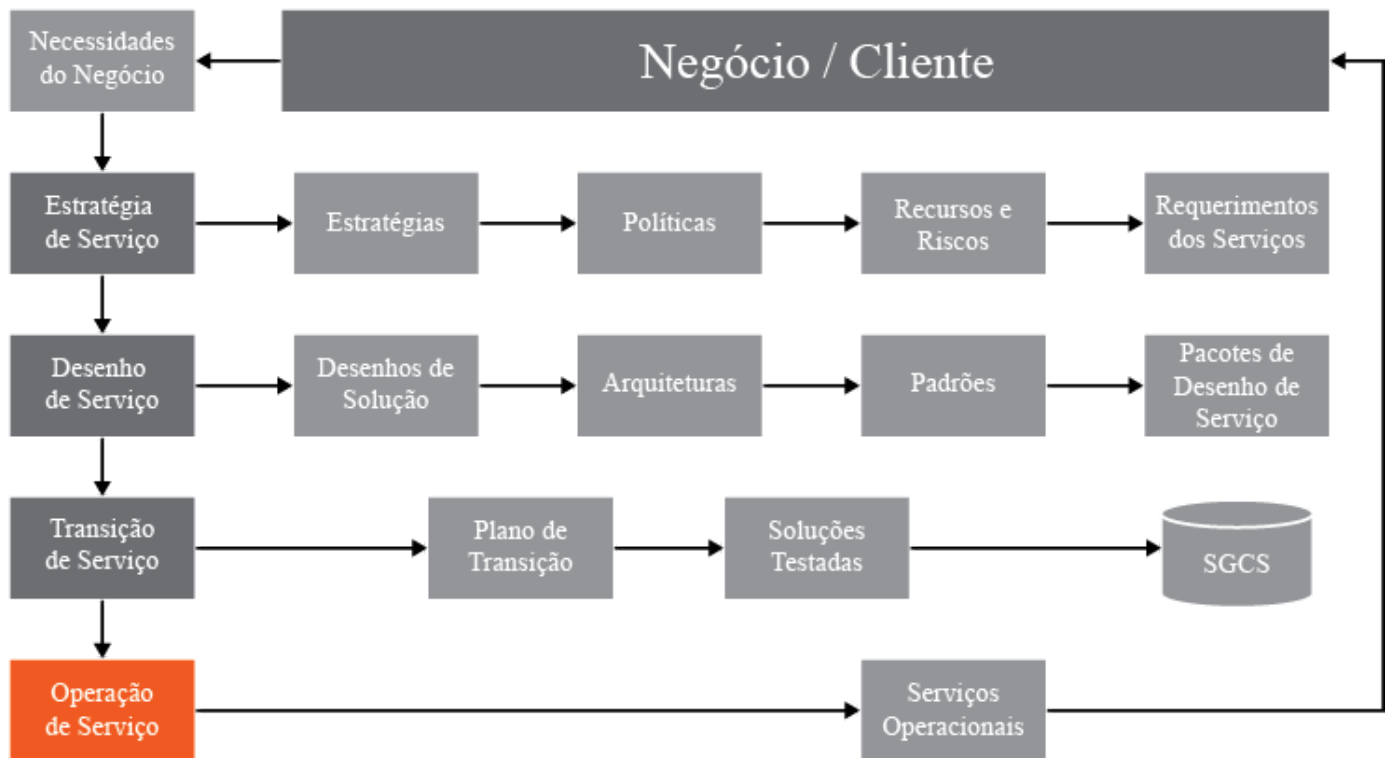 Necessidades
do Negócio
Negócio / Cliente
Estratégia
de Serviço
Estratégias
Políticas
Recursos e
Riscos
Requerimentos
dos Serviços
Desenho
de Serviço
Desenhos de
Solução
Arquiteturas
Padrões
Pacotes de
Desenho de
Serviço
Transição
de Serviço
Plano de
Transição
Soluções
Testadas
SGCS
Operação
de Serviço
Serviços
Operacionais